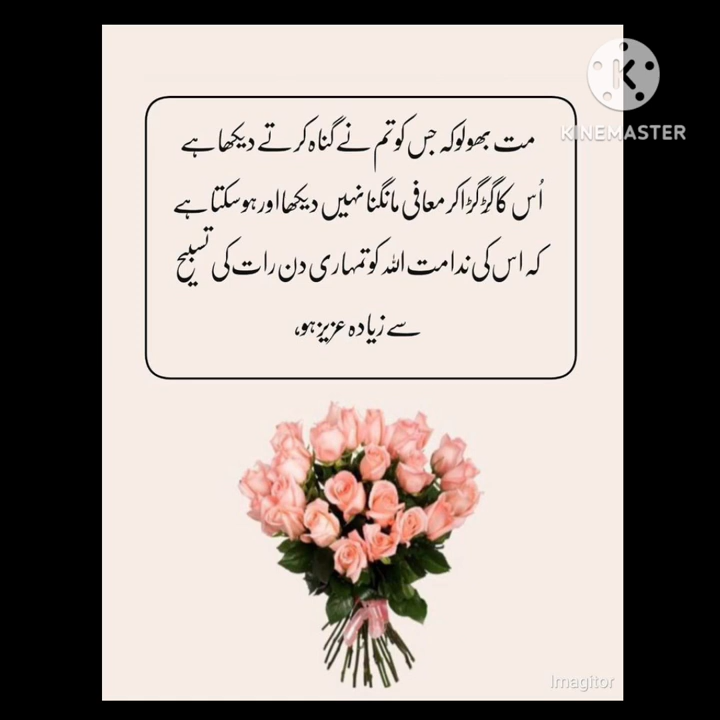 KINEMASTER
مت بھولو کہ جس کو تم نے گناہ کرتے دیکھا ہے
اُس کا گڑگڑا کر معافی مانگنا نہیں دیکھا اور ہو سکتا ہے
کہ اس کی ندامت اللہ کو تمہاری دن رات کی تسبیح
سے زیادہ عزیز ہو،
Imagitor